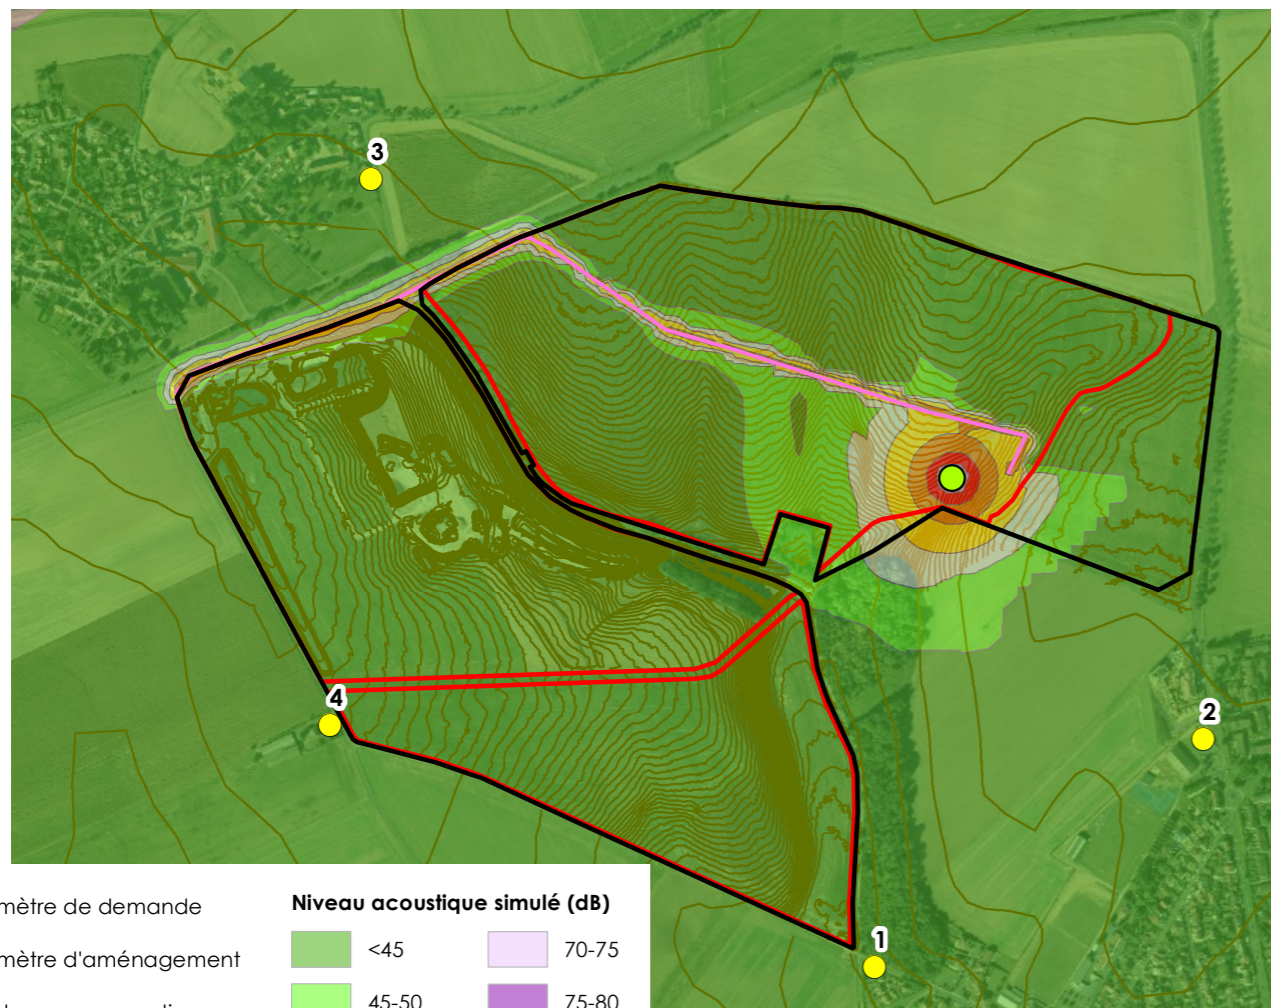 3
4
2
1
mètre de demande
Niveau acoustique simulé (dB)
<45
70-75
mètre d'aménagement
45-50
75-80